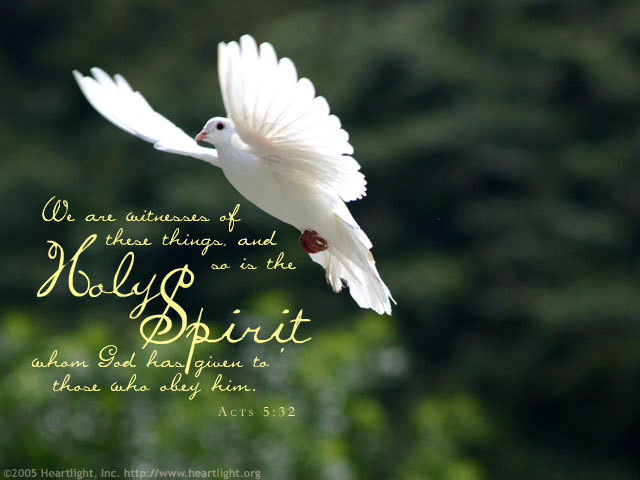 We are witnesses of
these things, and
so is the
Holy Spirit
whom God has given to
those who obey him.
Acts 5:32
©2005 Heartlight, Inc. http://www.heartlight.org